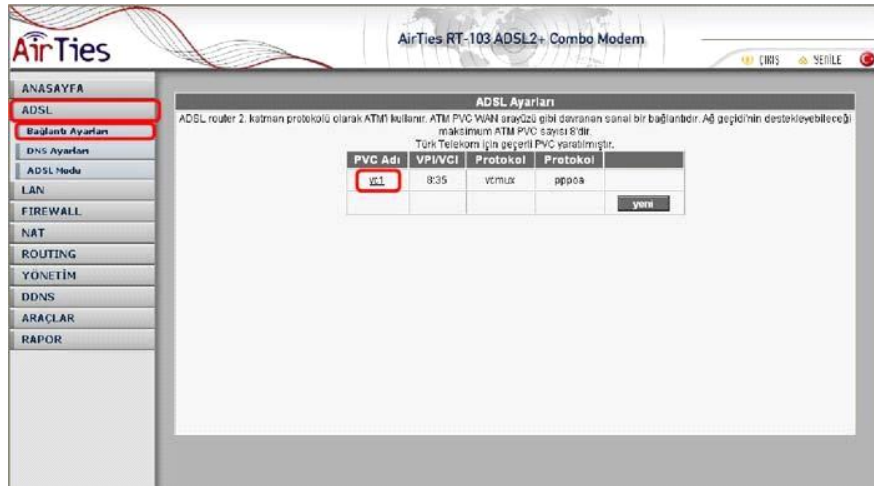 AirTies
AirTies RT-103 ADSL2+ Combo Modem
ÇIKIŞ
YENİLE
ANASAYFA
ADSL
Bağlantı Ayarları
DNS Ayarları
ADSL Modu
LAN
FIREWALL
NAT
ROUTING
YÖNETİM
DDNS
ARAÇLAR
RAPOR
ADSL Ayarları
ADSL router 2. katman protokolü olarak ATM'i kullanır. ATM PVC WAN arayüzü gibi davranan sanal bir bağlantıdır. Ağ geçidi'nin destekleyebileceği
maksimum ATM PVC sayısı 8'dir.
Türk Telekom için geçerli PVC yaratılmıştır.
PVC Adı VPI/VCI Protokol Protokol
vc1 8:35 vcmux pppoa
yeni